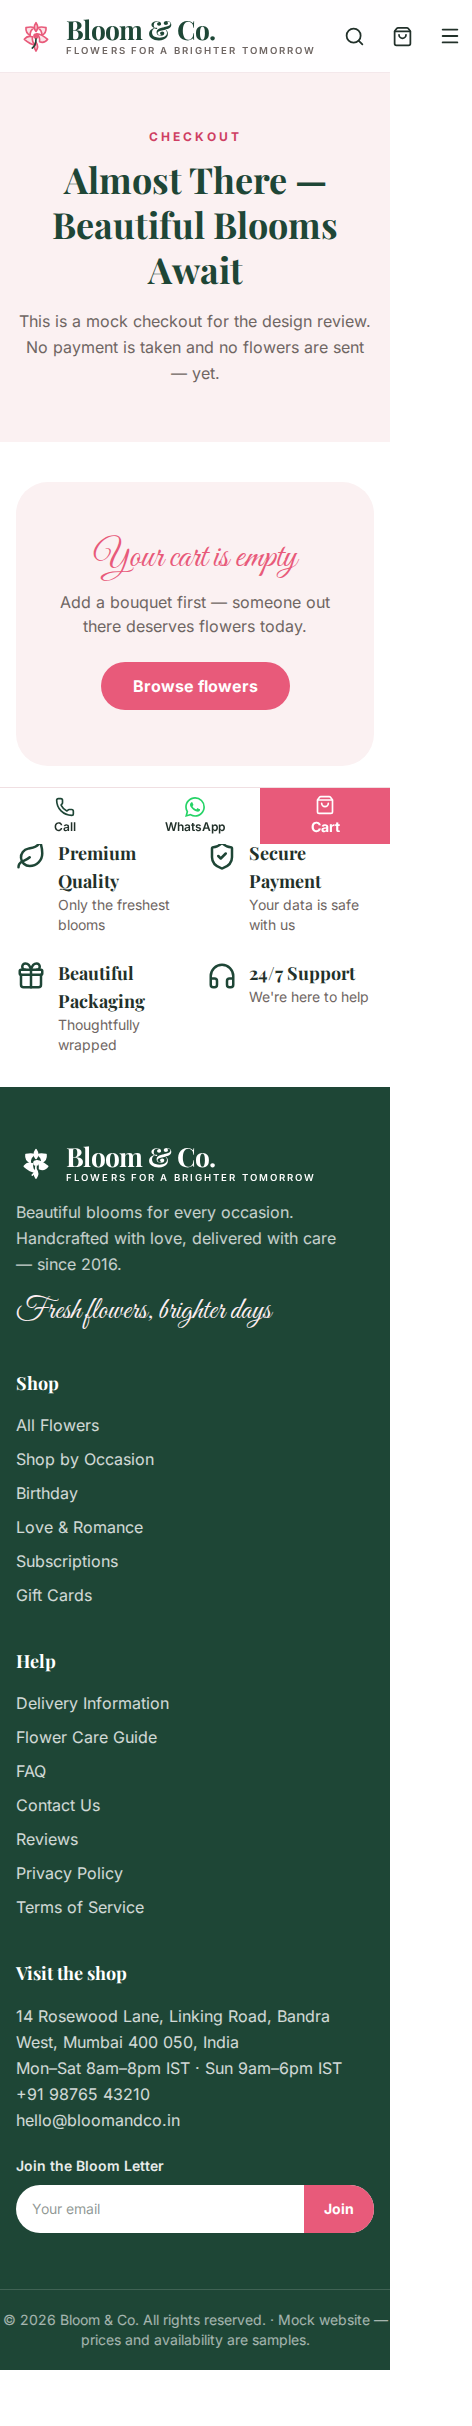 Bloom & Co.
FLOWERS FOR A BRIGHTER TOMORROW
CHECKOUT
Almost There —
Beautiful Blooms
Await
This is a mock checkout for the design review.
No payment is taken and no flowers are sent
— yet.
Your cart is empty
Add a bouquet first — someone out
there deserves flowers today.
Browse flowers
Call
WhatsApp
Cart
Premium
Quality
Only the freshest
blooms
Secure
Payment
Your data is safe
with us
Beautiful
Packaging
Thoughtfully
wrapped
24/7 Support
We're here to help
Bloom & Co.
FLOWERS FOR A BRIGHTER TOMORROW
Beautiful blooms for every occasion.
Handcrafted with love, delivered with care
— since 2016.
Fresh flowers, brighter days
Shop
All Flowers
Shop by Occasion
Birthday
Love & Romance
Subscriptions
Gift Cards
Help
Delivery Information
Flower Care Guide
FAQ
Contact Us
Reviews
Privacy Policy
Terms of Service
Visit the shop
14 Rosewood Lane, Linking Road, Bandra
West, Mumbai 400 050, India
Mon–Sat 8am–8pm IST · Sun 9am–6pm IST
+91 98765 43210
hello@bloomandco.in
Join the Bloom Letter
Your email
Join
© 2026 Bloom & Co. All rights reserved. · Mock website —
prices and availability are samples.